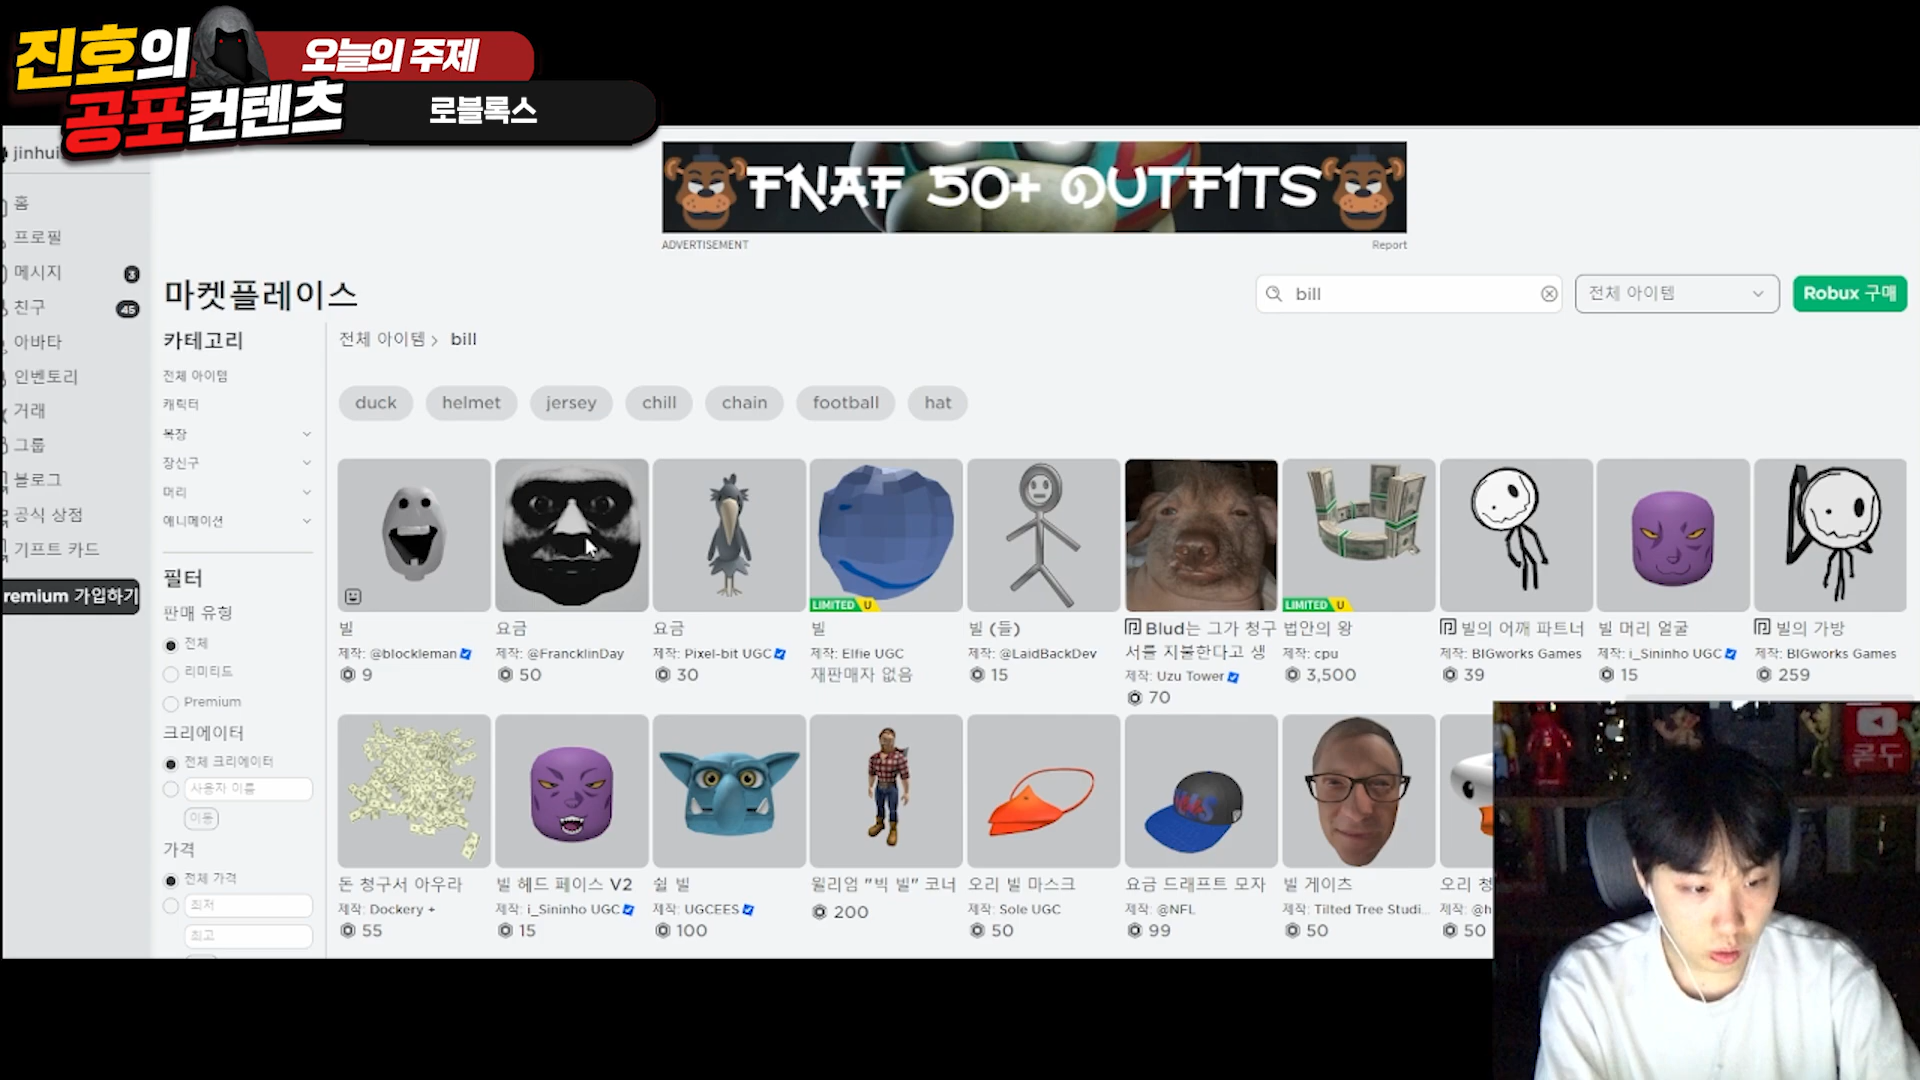 진호의
공포컨텐츠
오늘의 주제
로블록스
jinhui
홈
프로필
메시지
3
친구
45
아바타
인벤토리
거래
그룹
블로그
공식 상점
기프트 카드
remium 가입하기
FNAF 50+ OUTF1TS
ADVERTISEMENT
Report
마켓플레이스
bill
전체 아이템
Robux 구매
카테고리
전체 아이템
캐릭터
복장
장신구
머리
애니메이션
필터
판매 유형
전체
리미티드
Premium
크리에이터
전체 크리에이터
사용자 이름
이동
가격
전체 가격
최저
최고
전체 아이템 > bill
duck
helmet
jersey
chill
chain
football
hat
빌
제작: @blockleman
9
요금
제작: @FrancklinDay
50
요금
제작: Pixel-bit UGC
30
LIMITED U
빌
제작: Elfie UGC
재판매자 없음
빌 (들)
제작: @LaidBackDev
15
Blud는 그가 청구
서를 지불한다고 생
제작: Uzu Tower
70
LIMITED U
법안의 왕
제작: cpu
3,500
빌의 어깨 파트너
제작: BIGworks Games
39
빌 머리 얼굴
제작: i_Sininho UGC
15
빌의 가방
제작: BIGworks Games
259
돈 청구서 아우라
제작: Dockery +
55
빌 헤드 페이스 V2
제작: i_Sininho UGC
15
쉴 빌
제작: UGCEES
100
윌리엄 "빅 빌" 코너
200
오리 빌 마스크
제작: Sole UGC
50
요금 드래프트 모자
제작: @NFL
99
빌 게이츠
제작: Tilted Tree Studi...
50
오리 청
제작: @h
50